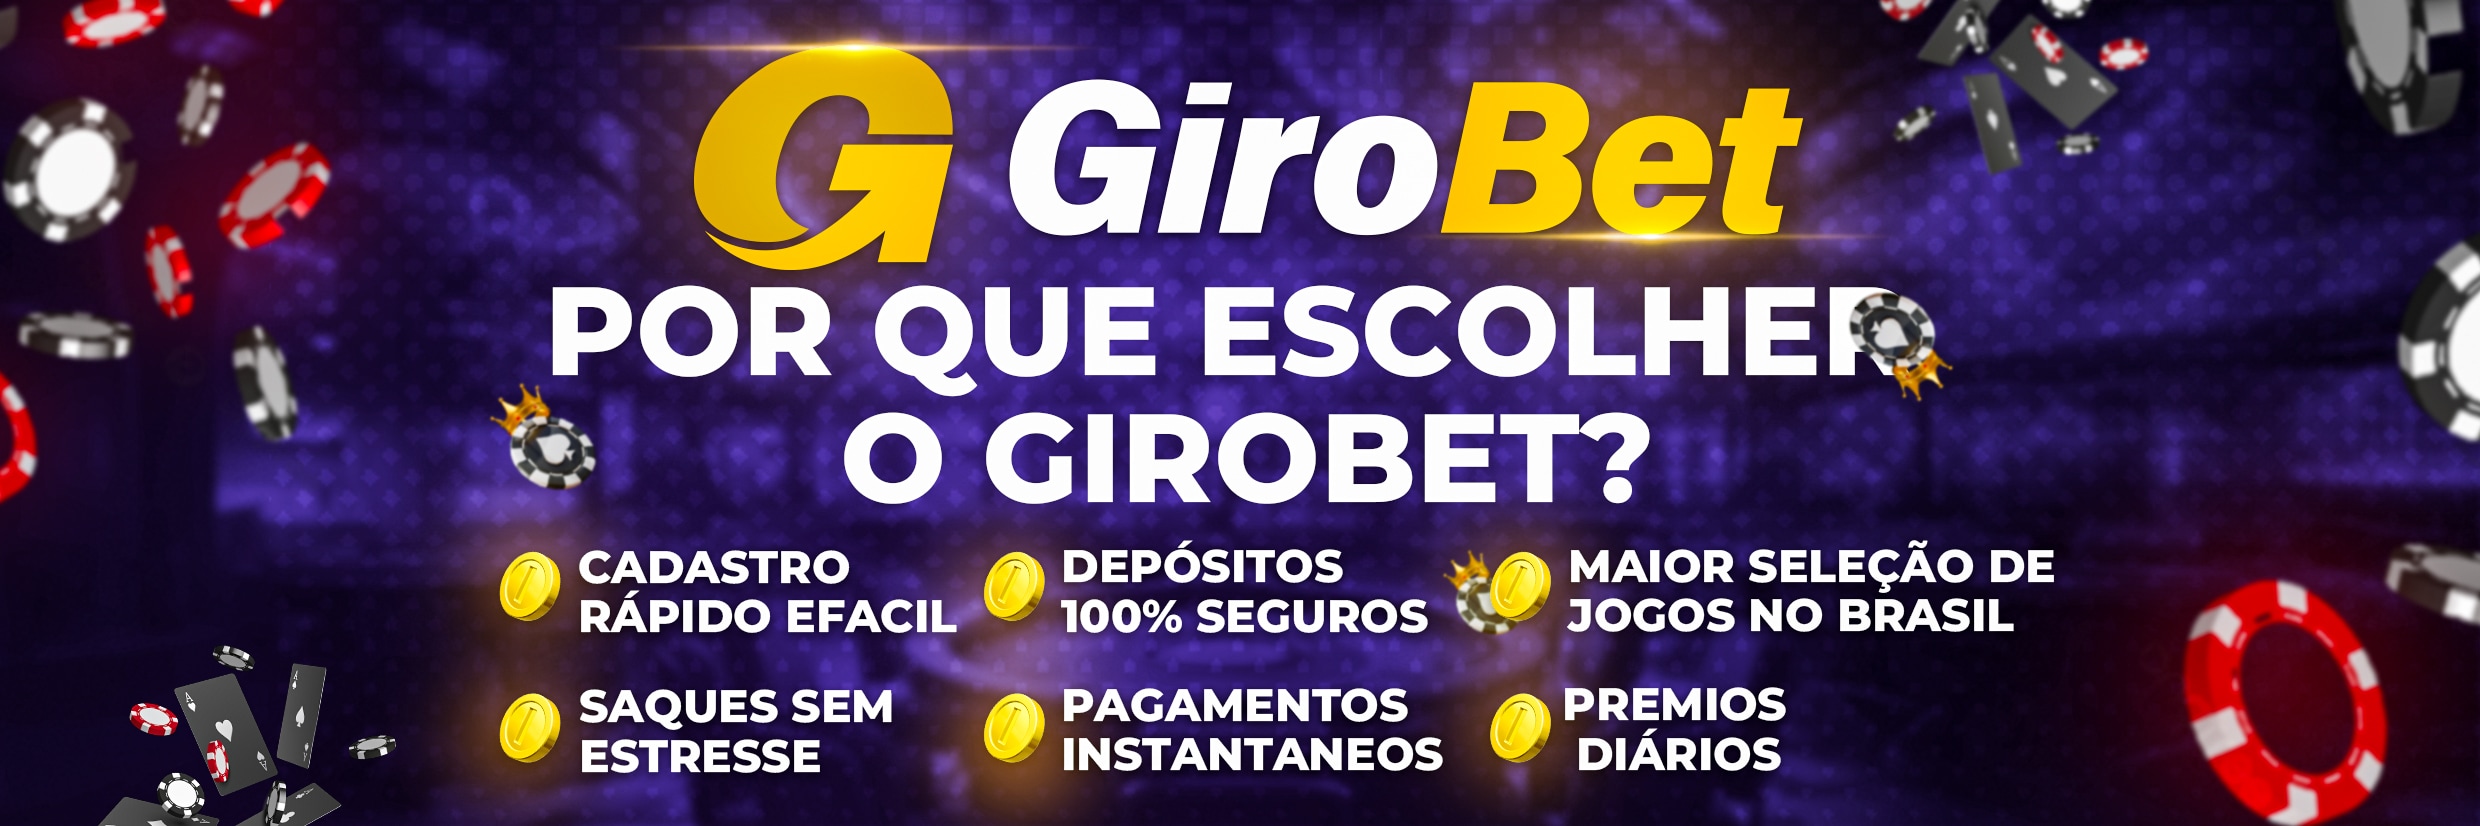 G GiroBet
POR QUE ESCOLHER
O GIROBET?
CADASTRO
RÁPIDO EFACIL
DEPÓSITOS
100% SEGUROS
MAIOR SELEÇÃO DE
JOGOS NO BRASIL
SAQUES SEM
ESTRESSE
PAGAMENTOS
INSTANTANEOS
PREMIOS
DIÁRIOS